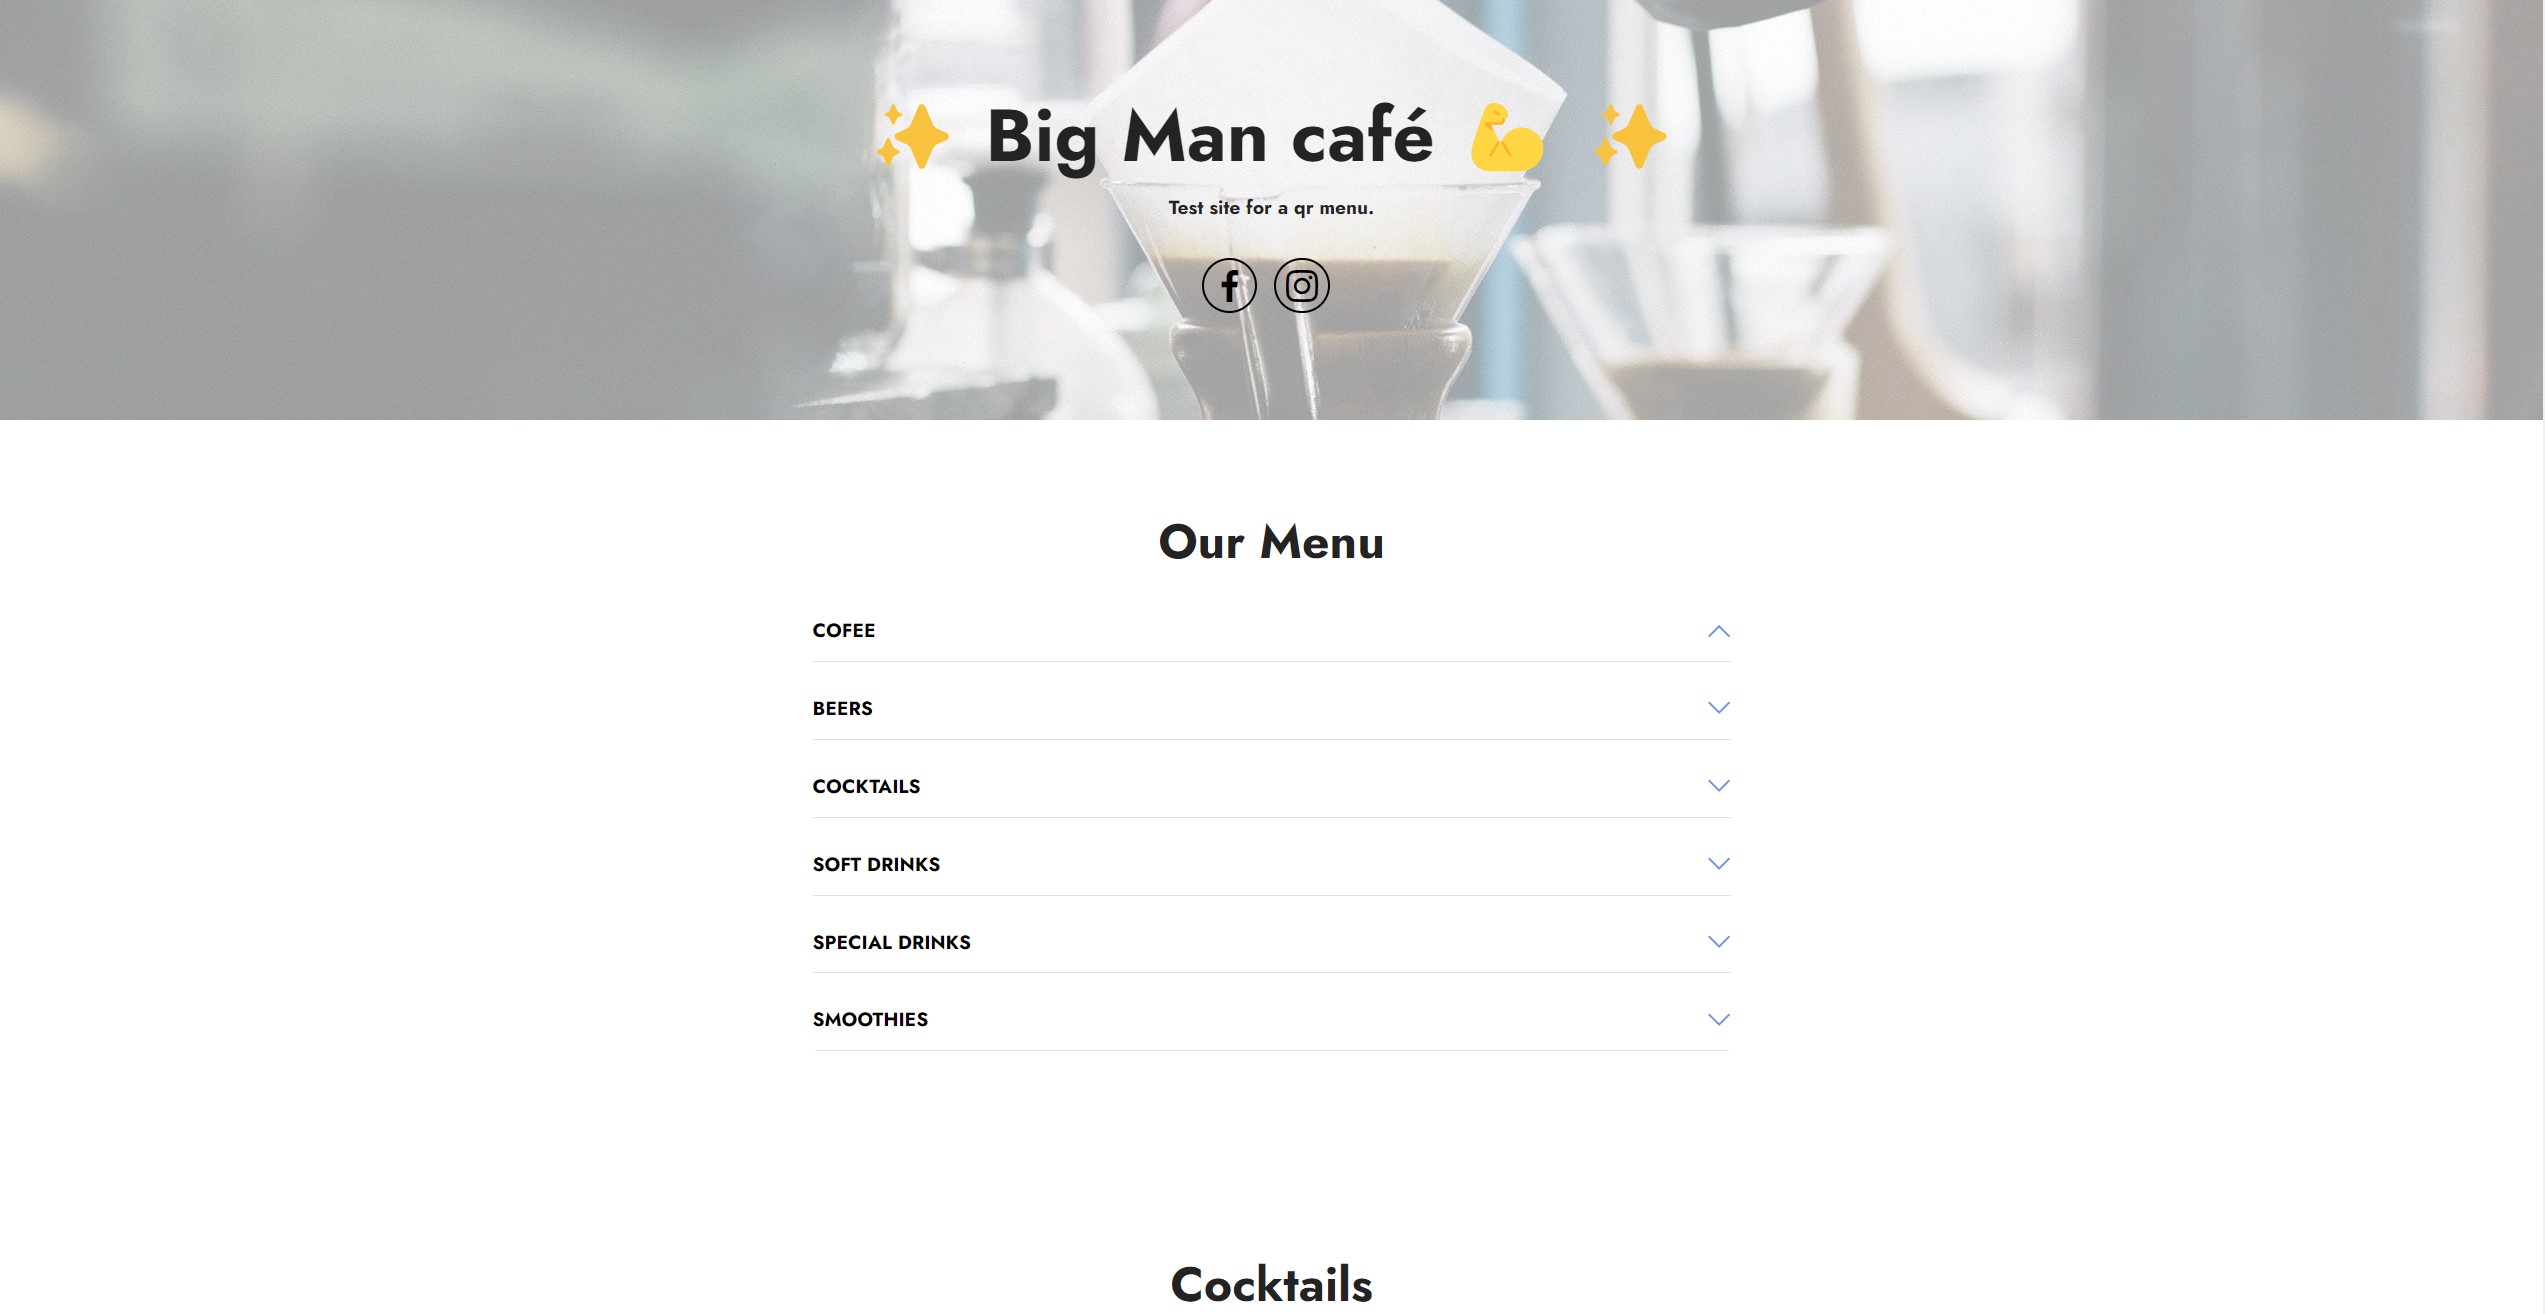 ✨ Big Man café 💪 ✨
Test site for a qr menu.
Our Menu
COFEE
BEERS
COCKTAILS
SOFT DRINKS
SPECIAL DRINKS
SMOOTHIES
Cocktails